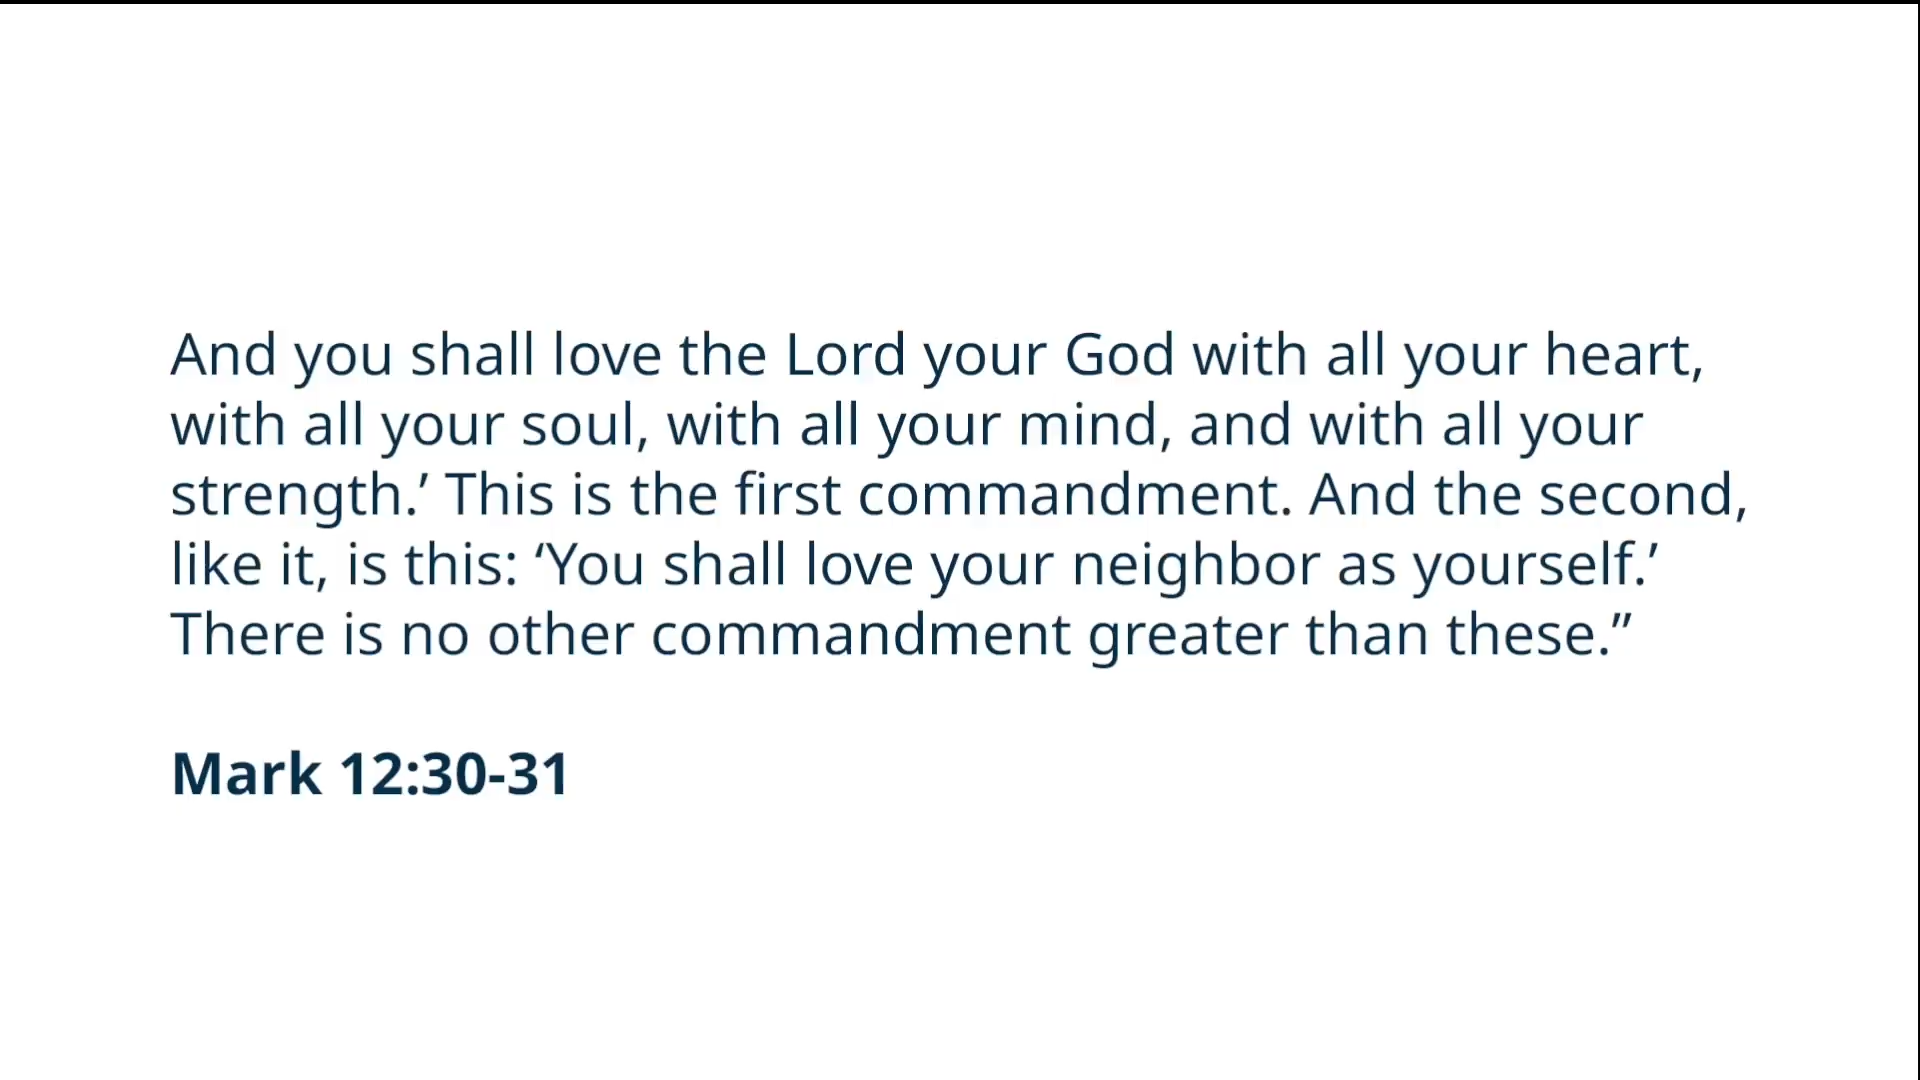 And you shall love the Lord your God with all your heart,
with all your soul, with all your mind, and with all your
strength.’ This is the first commandment. And the second,
like it, is this: ‘You shall love your neighbor as yourself.’
There is no other commandment greater than these.”
Mark 12:30-31